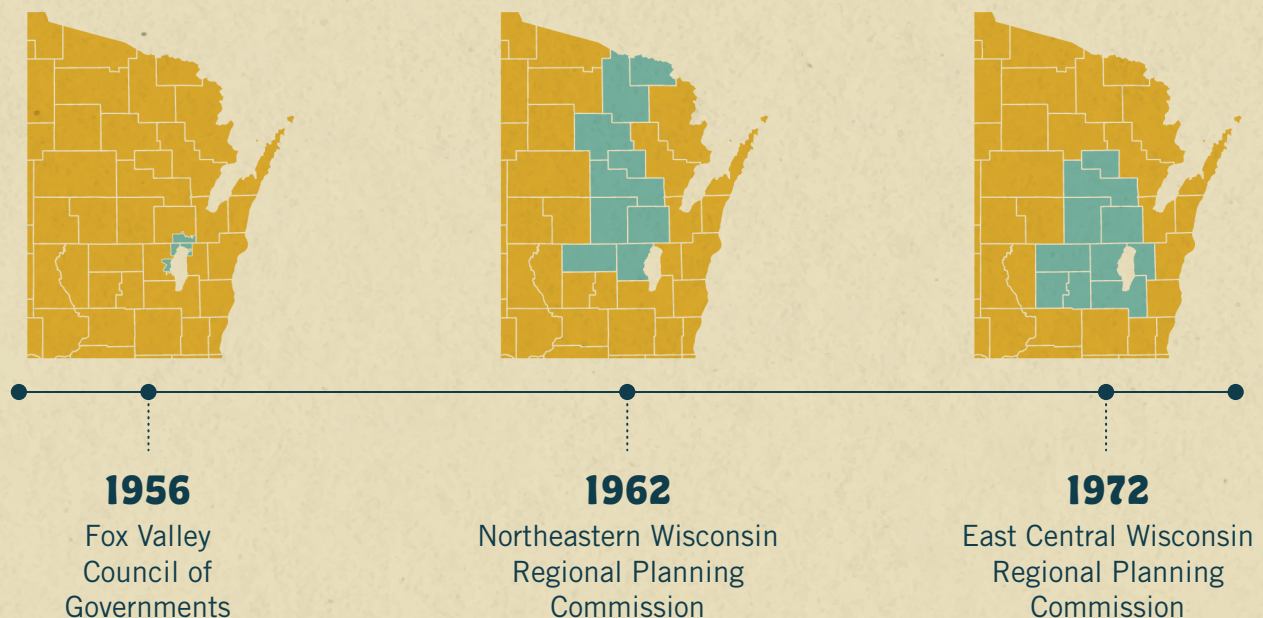 1956
Fox Valley
Council of
Governments
1962
Northeastern Wisconsin
Regional Planning
Commission
1972
East Central Wisconsin
Regional Planning
Commission